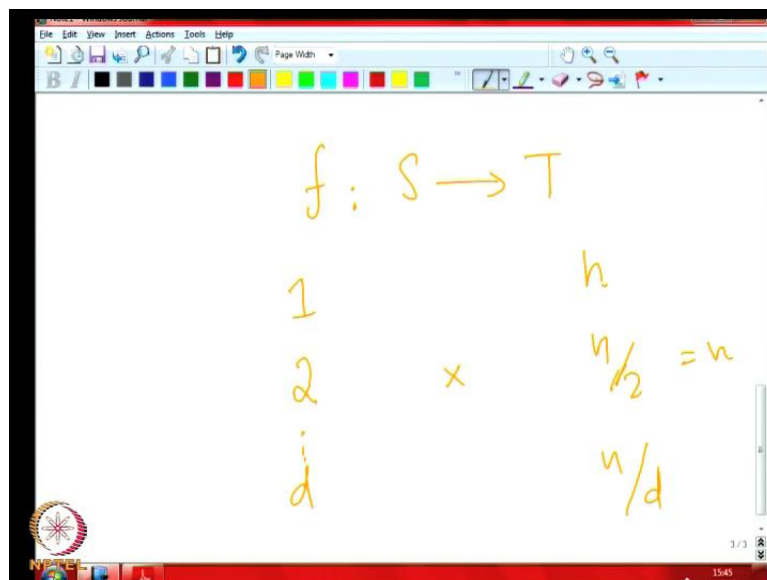 File Edit View Insert Actions Tools Help
Page Width
B I
f : S → T
1 n
2 × n/2 = n
d n/d
3 / 3
NPTEL
15:45